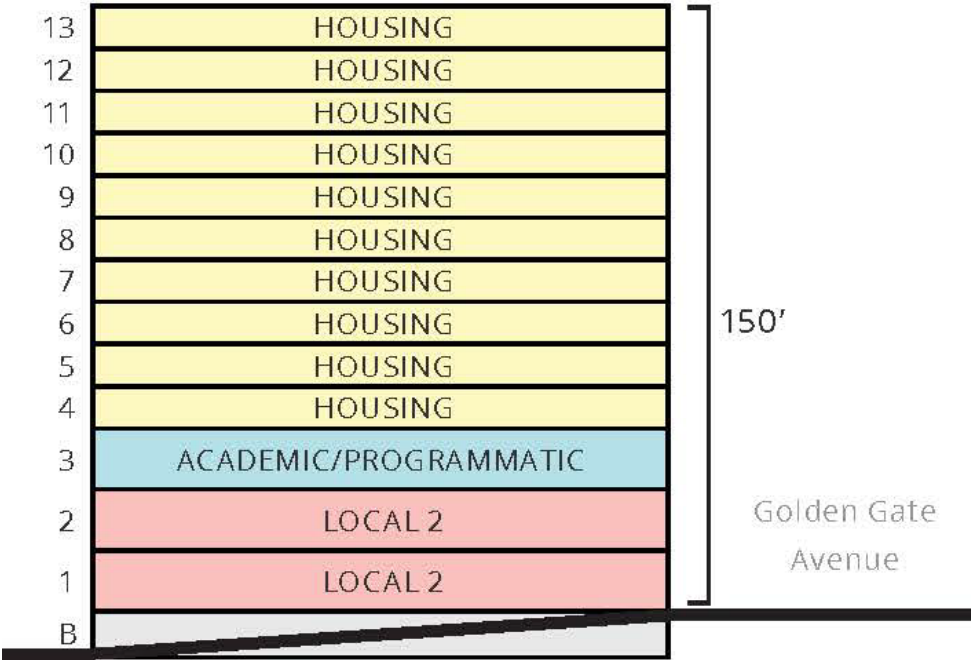 13 HOUSING
12 HOUSING
11 HOUSING
10 HOUSING
9 HOUSING
8 HOUSING
7 HOUSING
6 HOUSING
150’
5 HOUSING
4 HOUSING
3 ACADEMIC/PROGRAMMATIC
2 LOCAL 2
Golden Gate
Avenue
1 LOCAL 2
B